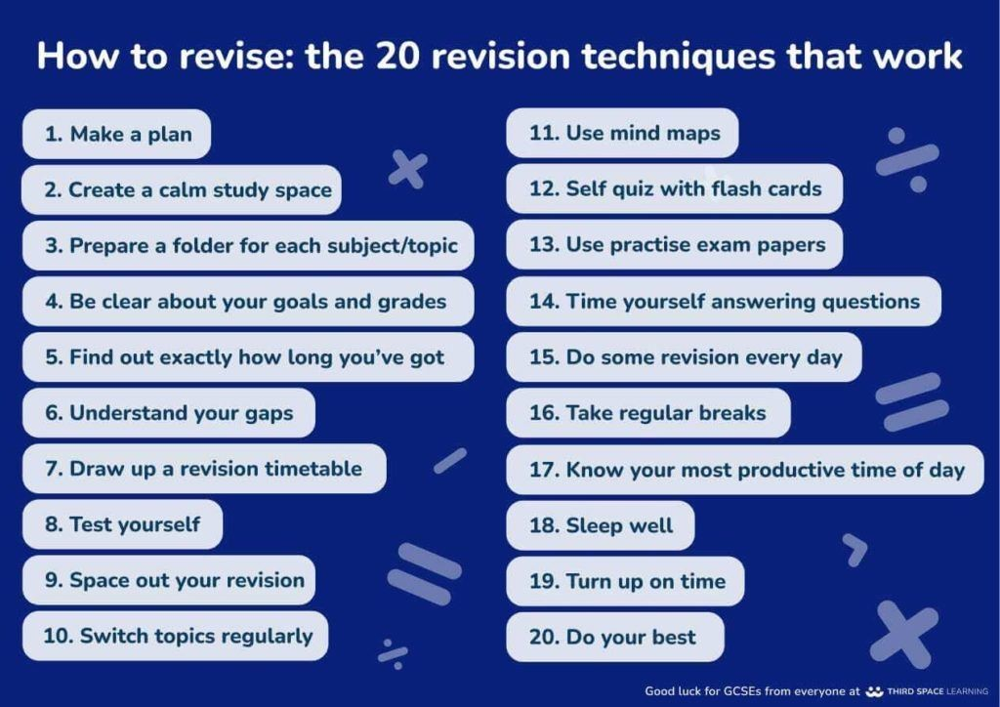 How to revise: the 20 revision techniques that work
1. Make a plan
2. Create a calm study space
3. Prepare a folder for each subject/topic
4. Be clear about your goals and grades
5. Find out exactly how long you've got
6. Understand your gaps
7. Draw up a revision timetable
8. Test yourself
9. Space out your revision
10. Switch topics regularly
11. Use mind maps
12. Self quiz with flash cards
13. Use practise exam papers
14. Time yourself answering questions
15. Do some revision every day
16. Take regular breaks
17. Know your most productive time of day
18. Sleep well
19. Turn up on time
20. Do your best
Good luck for GCSEs from everyone at THIRD SPACE LEARNING